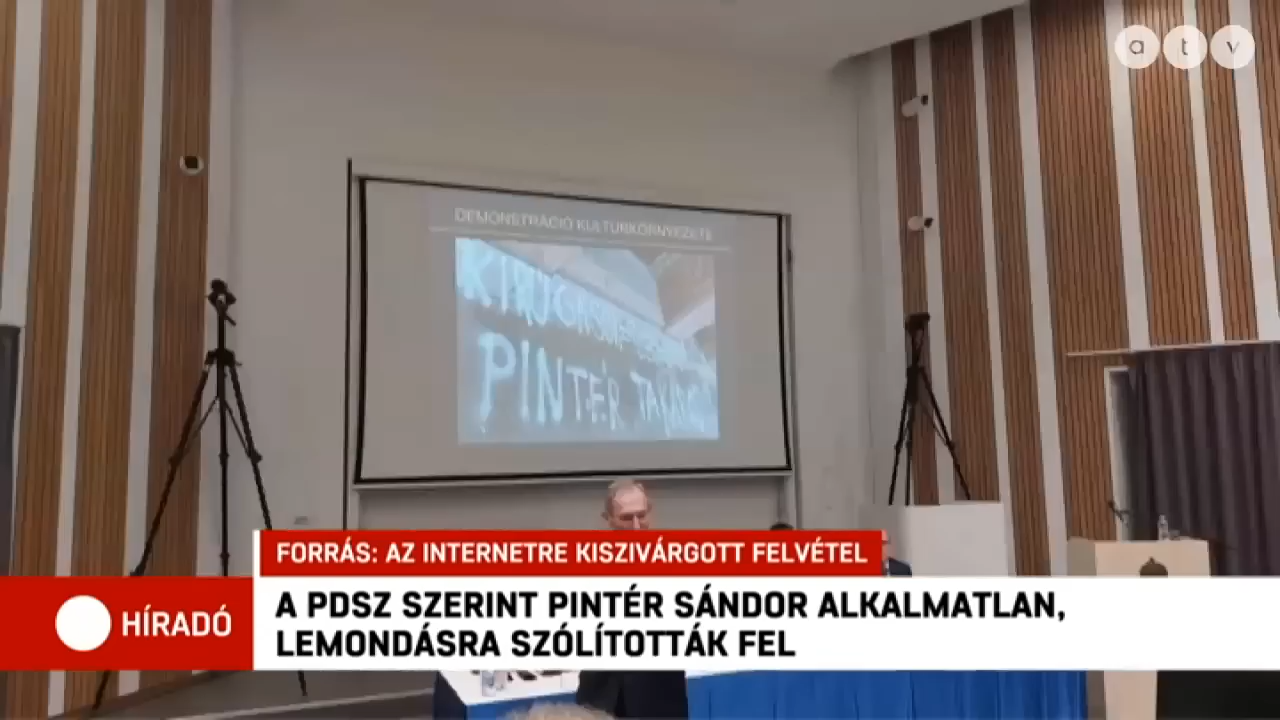 atv
DEMONSTRÁCIÓ KULTÚRKÖRNYEZETE
PINTÉR
FORRÁS: AZ INTERNETRE KISZIVÁRGOTT FELVÉTEL
HÍRADÓ
A PDSZ SZERINT PINTÉR SÁNDOR ALKALMATLAN,
LEMONDÁSRA SZÓLÍTOTTÁK FEL